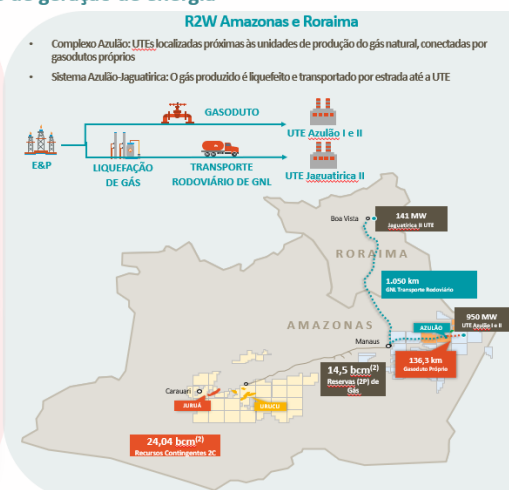 de geração de energia
R2W Amazonas e Roraima
• Complexo Azulão: UTEs localizadas próximas às unidades de produção do gás natural, conectadas por
gasodutos próprios
• Sistema Azulão-Jaguatirica: O gás produzido é liquefeito e transportado por estrada até a UTE
GASODUTO
UTE Azulão I e II
E&P
LIQUEFAÇÃO
DE GÁS
TRANSPORTE
RODOVIÁRIO DE GNL
UTE Jaguatirica II
Boa Vista
141 MW
Jaguatirica II UTE
RORAIMA
1.050 km
GNL Transporte Rodoviário
AMAZONAS
950 MW
UTE Azulão I e II
AZULÃO
Manaus
136,3 km
Gasoduto Próprio
14,5 bcm(2)
Reservas (2P) de
Gás
Carauari
JURUÁ
URUCU
24,04 bcm(2)
Recursos Contingentes 2C